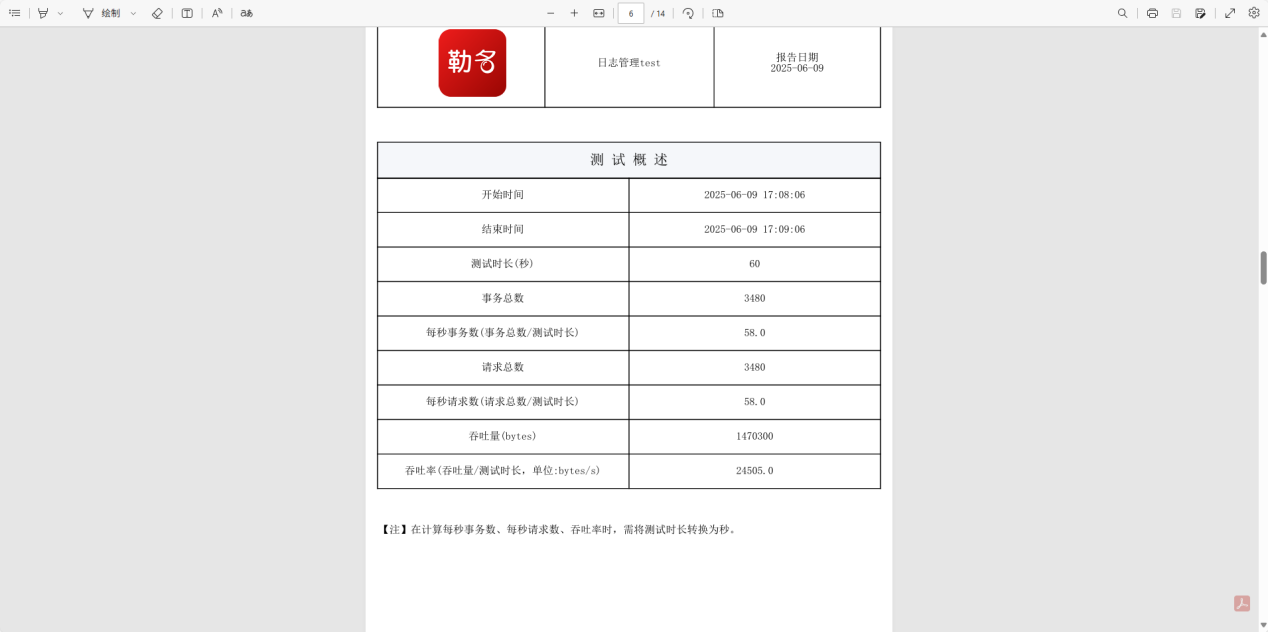 绘制
A
aあ
6
/ 14
勒名
日志管理test
报告日期
2025-06-09
测 试 概 述
开始时间
2025-06-09 17:08:06
结束时间
2025-06-09 17:09:06
测试时长(秒)
60
事务总数
3480
每秒事务数(事务总数/测试时长)
58.0
请求总数
3480
每秒请求数(请求总数/测试时长)
58.0
吞吐量(bytes)
1470300
吞吐率(吞吐量/测试时长，单位:bytes/s)
24505.0
【注】在计算每秒事务数、每秒请求数、吞吐率时，需将测试时长转换为秒。